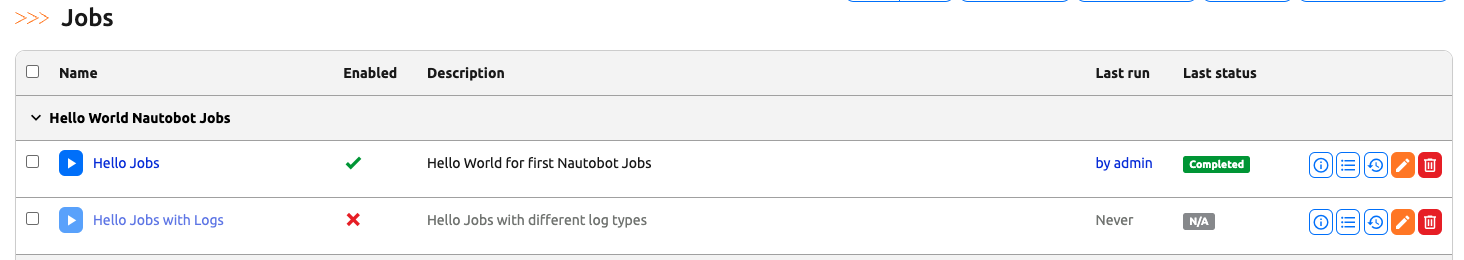 >>> Jobs
Name Enabled Description Last run Last status
Hello World Nautobot Jobs
Hello Jobs Hello World for first Nautobot Jobs by admin Completed
Hello Jobs with Logs Hello Jobs with different log types Never N/A